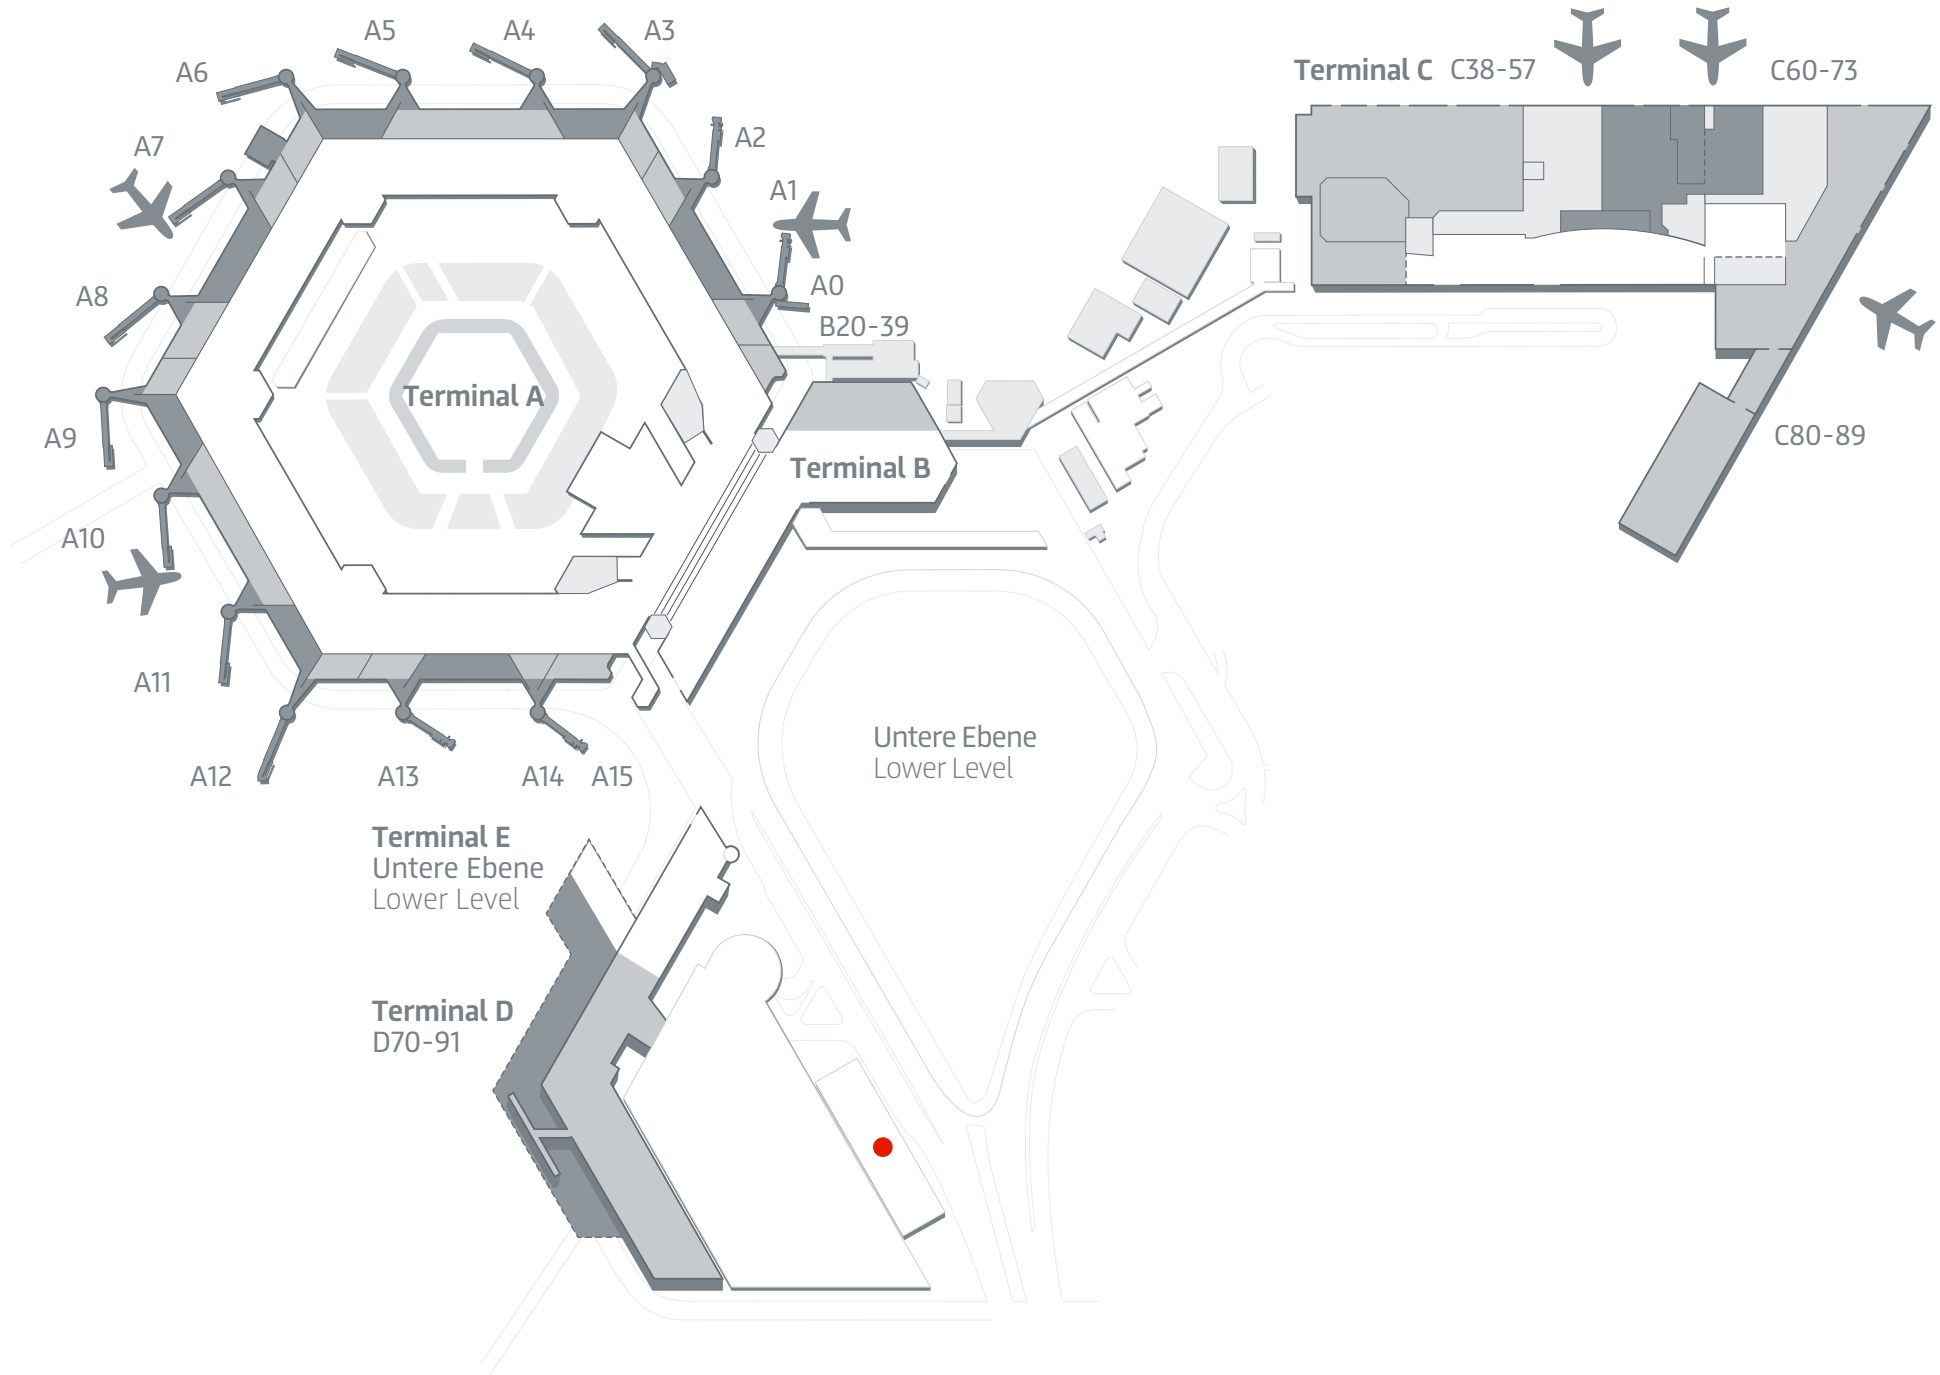 A5
A4
A3
A6
Terminal C C38-57
C60-73
A7
A2
A1
A8
A0
B20-39
Terminal A
A9
C80-89
Terminal B
A10
A11
Untere Ebene
Lower Level
A12
A13
A14
A15
Terminal E
Untere Ebene
Lower Level
Terminal D
D70-91